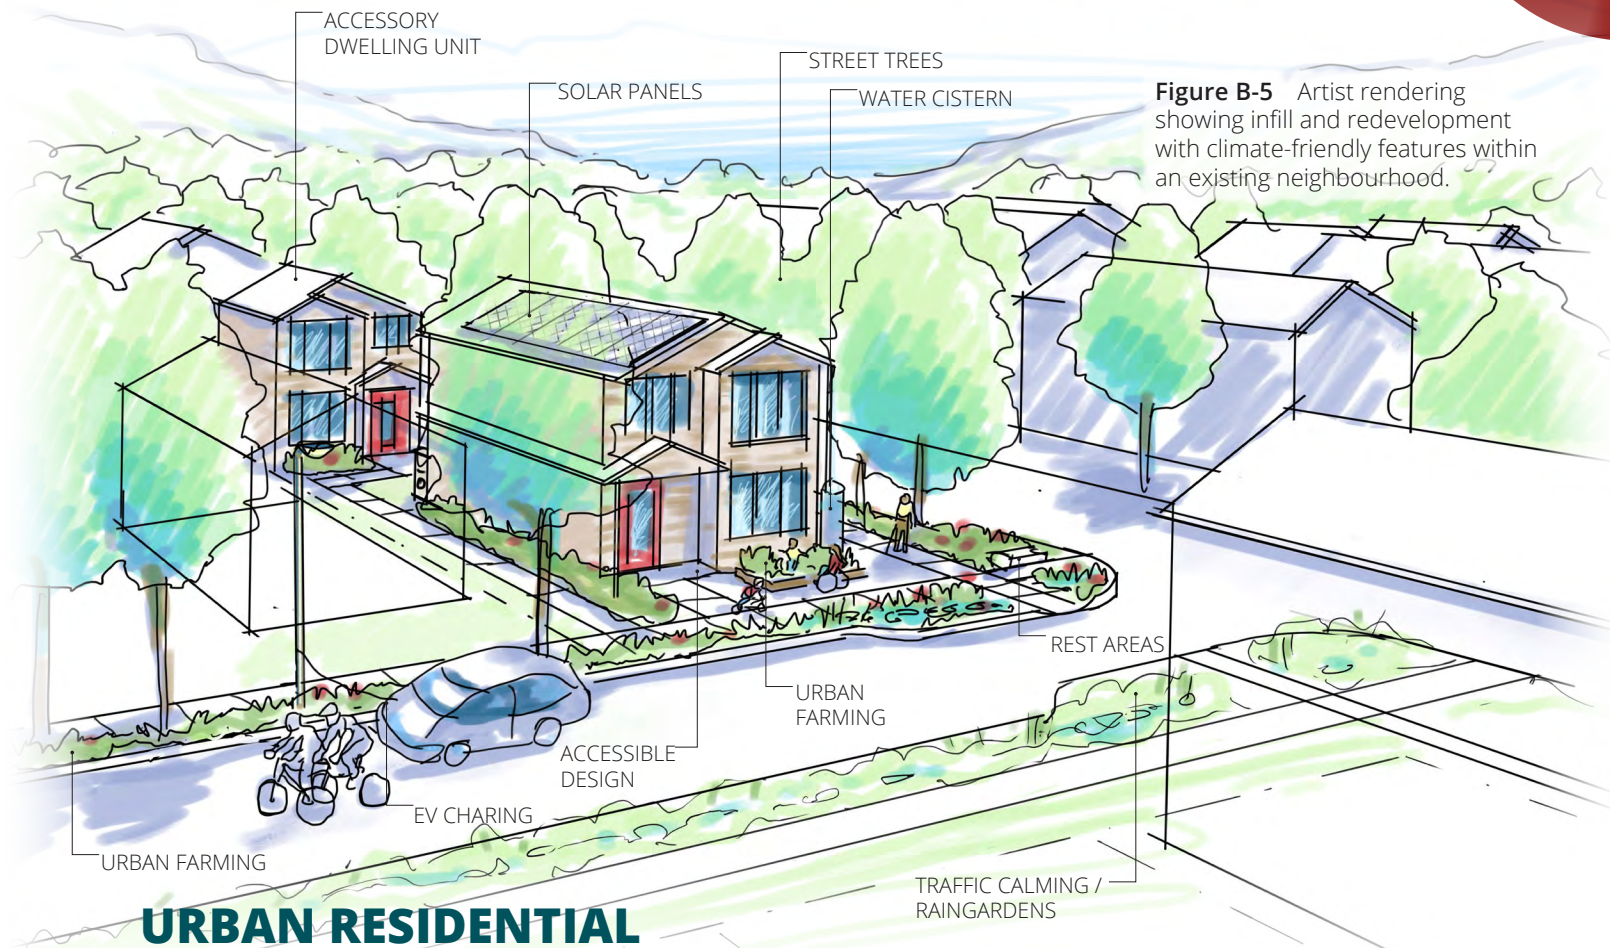 ACCESSORY
DWELLING UNIT
SOLAR PANELS
STREET TREES
WATER CISTERN
Figure B-5 Artist rendering
showing infill and redevelopment
with climate-friendly features within
an existing neighbourhood.
REST AREAS
URBAN
FARMING
ACCESSIBLE
DESIGN
EV CHARING
URBAN FARMING
TRAFFIC CALMING /
RAINGARDENS
URBAN RESIDENTIAL